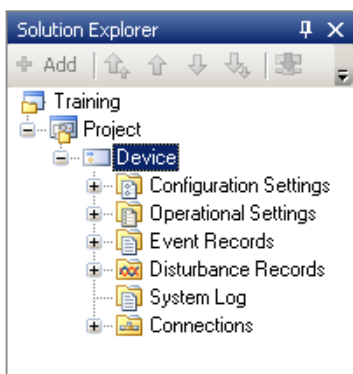 Solution Explorer
Add
Training
Project
Device
Configuration Settings
Operational Settings
Event Records
Disturbance Records
System Log
Connections